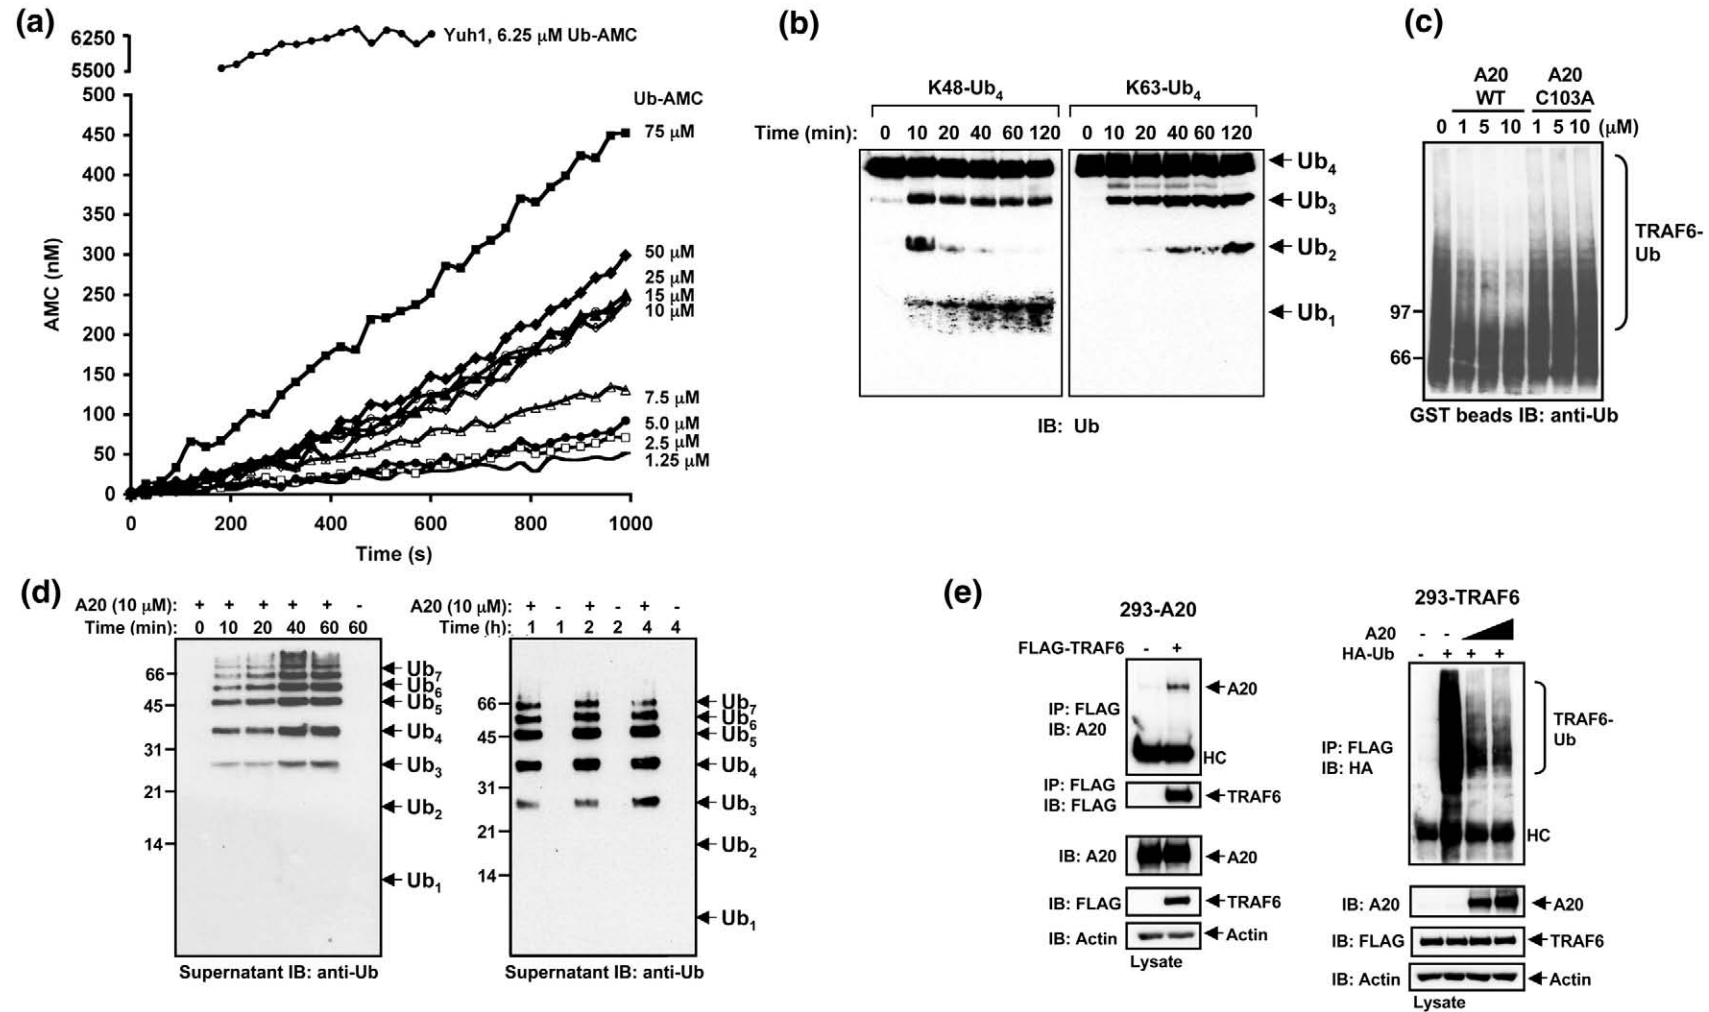 (a)
6250
5500
Yuh1, 6.25 µM Ub-AMC
500
450
400
350
300
250
200
150
100
50
0
AMC (nM)
Ub-AMC
75 µM
50 µM
25 µM
15 µM
10 µM
7.5 µM
5.0 µM
2.5 µM
1.25 µM
0 200 400 600 800 1000
Time (s)
(b)
K48-Ub4 K63-Ub4
Time (min): 0 10 20 40 60 120 0 10 20 40 60 120
Ub4
Ub3
Ub2
Ub1
IB: Ub
(c)
A20 A20
WT C103A
0 1 5 10 1 5 10 (µM)
TRAF6-
Ub
97
66
GST beads IB: anti-Ub
(d)
A20 (10 µM): + + + + + -
Time (min): 0 10 20 40 60 60
66
45
31
21
14
Ub7
Ub6
Ub5
Ub4
Ub3
Ub2
Ub1
Supernatant IB: anti-Ub
A20 (10 µM): + - + - + -
Time (h): 1 1 2 2 4 4
66
45
31
21
14
Ub7
Ub6
Ub5
Ub4
Ub3
Ub2
Ub1
Supernatant IB: anti-Ub
(e)
293-A20
FLAG-TRAF6 - +
IP: FLAG
IB: A20
A20
HC
IP: FLAG
IB: FLAG
TRAF6
IB: A20 A20
IB: FLAG TRAF6
IB: Actin Actin
Lysate
293-TRAF6
A20 - -
HA-Ub - + + +
IP: FLAG
IB: HA
TRAF6-
Ub
HC
IB: A20 A20
IB: FLAG TRAF6
IB: Actin Actin
Lysate